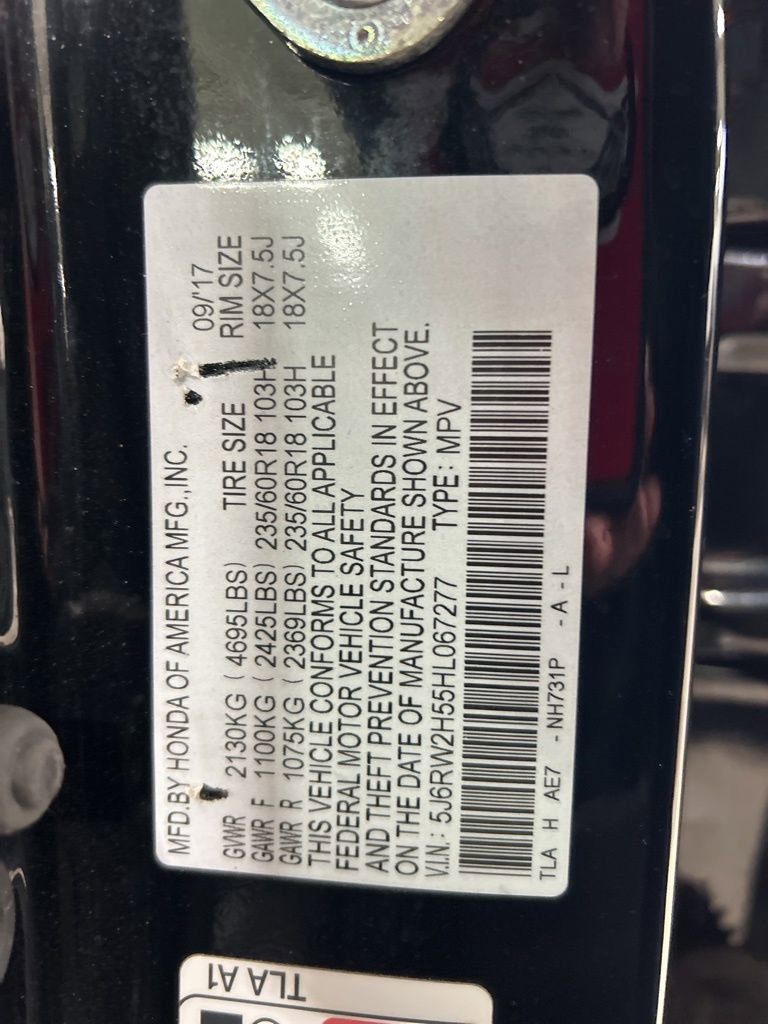 MFD.BY HONDA OF AMERICA MFG.,INC. 09/'17
GVWR 2130KG ( 4695LBS) TIRE SIZE RIM SIZE
GAWR F 1100KG ( 2425LBS) 235/60R18 103H 18X7.5J
GAWR R 1075KG ( 2369LBS) 235/60R18 103H 18X7.5J
THIS VEHICLE CONFORMS TO ALL APPLICABLE
FEDERAL MOTOR VEHICLE SAFETY
AND THEFT PREVENTION STANDARDS IN EFFECT
ON THE DATE OF MANUFACTURE SHOWN ABOVE.
V.I.N.: 5J6RW2H55HL067277 TYPE: MPV
TLA H AE7 - NH731P - A - L
TLA A1